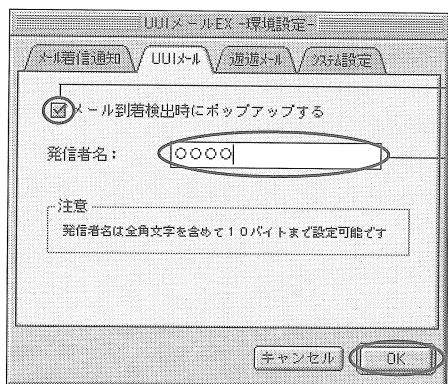 UUIメールEX -環境設定-
メール着信通知 UUIメール 遊遊メール システム設定
メール到着検出時にポップアップする
発信者名: ○○○○
注意
発信者名は全角文字を含めて10バイトまで設定可能です
キャンセル OK